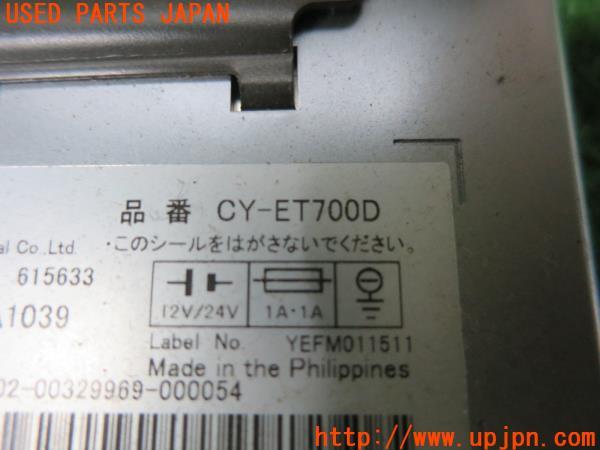 USED PARTS JAPAN
品番 CY-ET700D
al Co.,Ltd.
・このシールをはがさないでください。
615633
12V/24V
1A・1A
A1039
Label No. YEFM011511
Made in the Philippines
02-00329969-000054
UPJ
http://www.upjpn.com